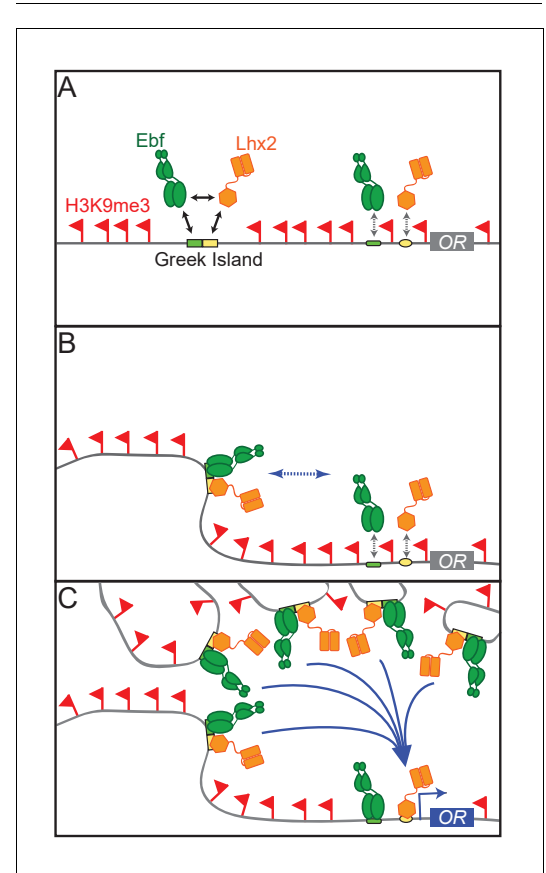 A
Ebf
Lhx2
H3K9me3
OR
Greek Island
B
OR
C
OR